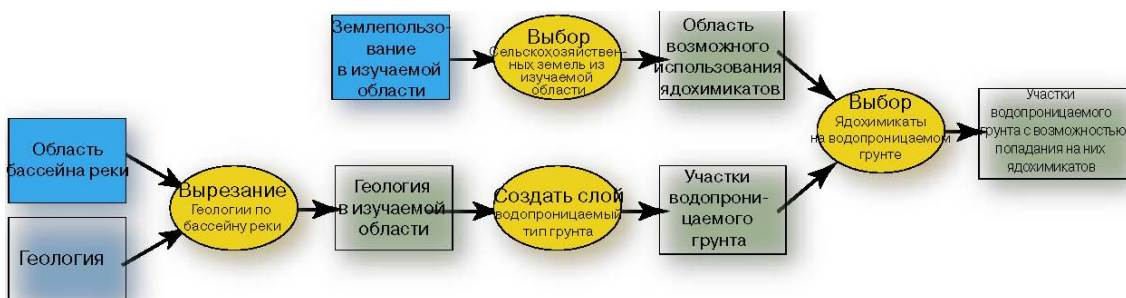 Землепользо-
вание
в изучаемой
области
Выбор
Сельскохозяйствен-
ных земель из
изучаемой
области
Область
возможного
использования
ядохимикатов
Выбор
Ядохимикаты
на водопроницаемом
грунте
Участки
водопроницаемого
грунта с возможностью
попадания на них
ядохимикатов
Область
бассейна реки
Геология
Вырезание
Геологии по
бассейну реки
Геология
в изучаемой
области
Создать слой
водопроницаемый
тип грунта
Участки
водопрони-
цаемого
грунта